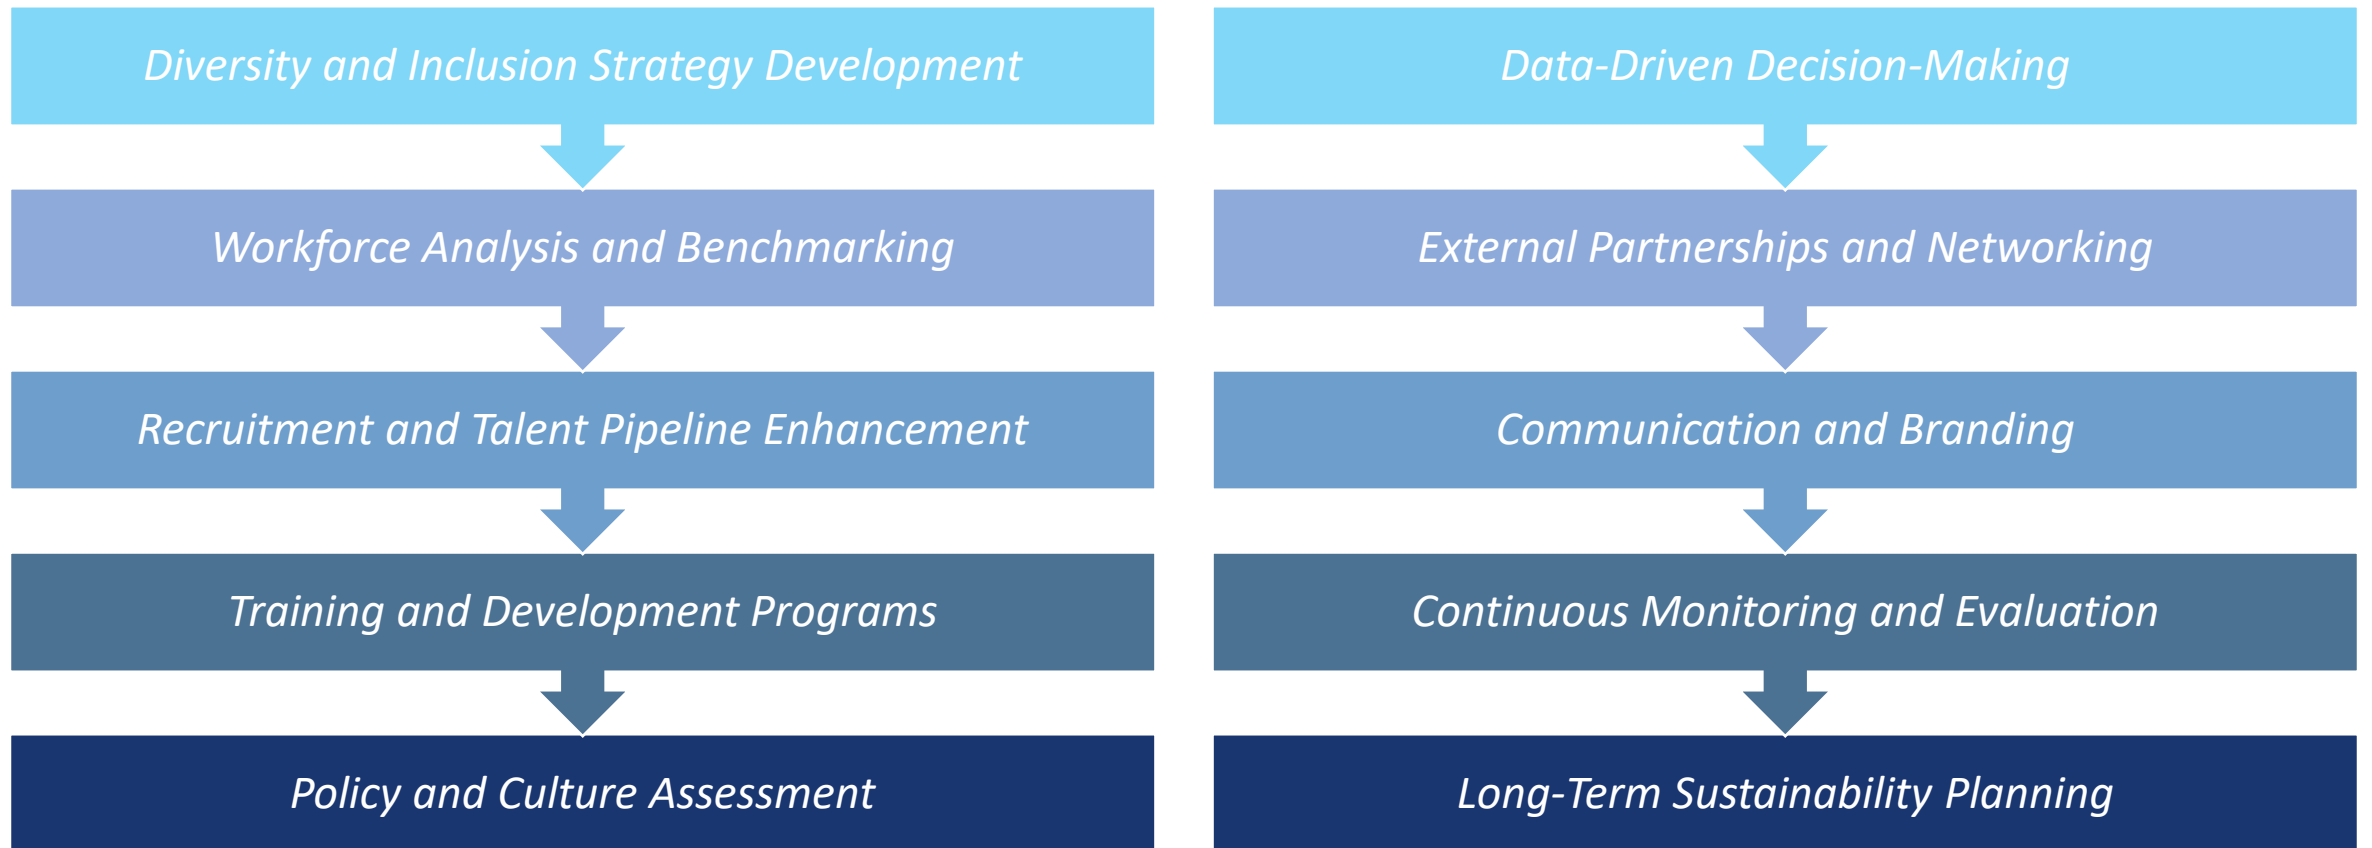 Diversity and Inclusion Strategy Development
Workforce Analysis and Benchmarking
Recruitment and Talent Pipeline Enhancement
Training and Development Programs
Policy and Culture Assessment
Data-Driven Decision-Making
External Partnerships and Networking
Communication and Branding
Continuous Monitoring and Evaluation
Long-Term Sustainability Planning